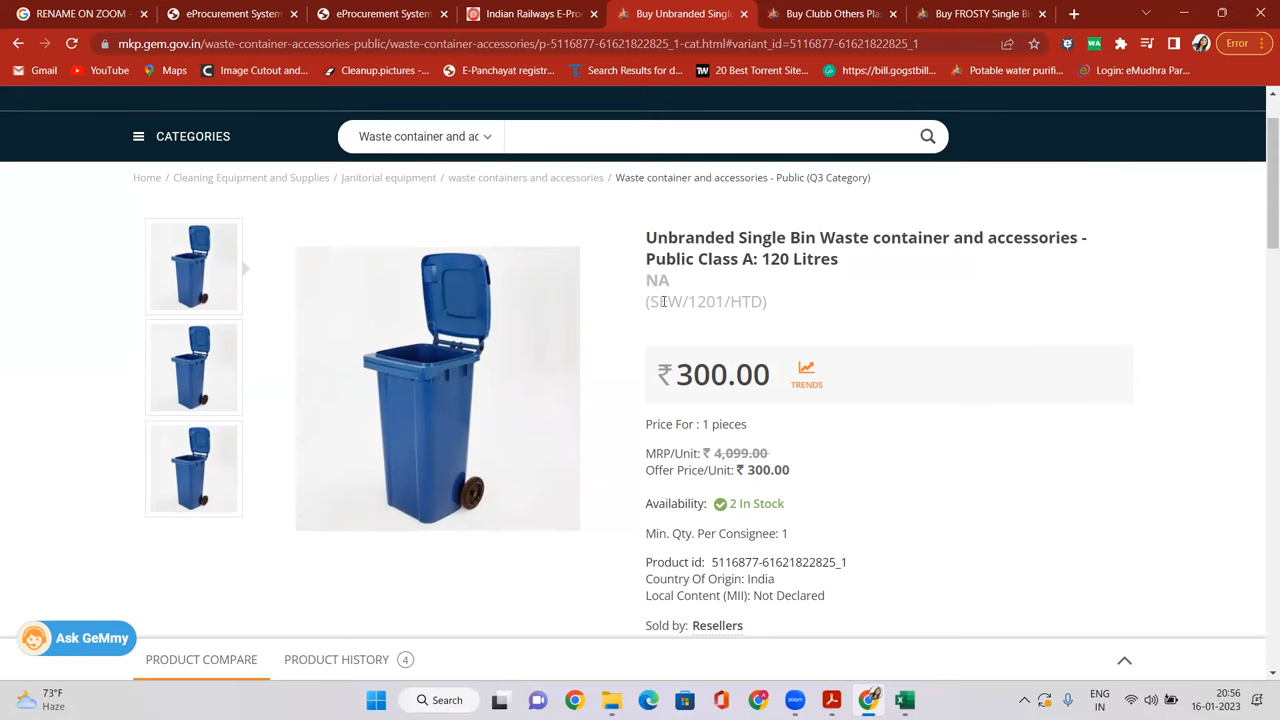 RENAME ON ZOOM -
eProcurement System
eProcurement System
Indian Railways E-Pro
Buy Unbranded Singl
Buy Clubb Others Pla
Buy FROSTY Single Bi
mkp.gem.gov.in/waste-container-accessories-public/waste-container-accessories/p-5116877-61621822825_1-cat.html#variant_id=5116877-61621822825_1
Error
Gmail
YouTube
Maps
Image Cutout and...
Cleanup.pictures -...
E-Panchayat registr...
Search Results for d...
20 Best Torrent Site...
https://bill.gogstbill...
Potable water purifi...
Login: eMudhra Par...
CATEGORIES
Waste container and ac
Home / Cleaning Equipment and Supplies / Janitorial equipment / waste containers and accessories / Waste container and accessories - Public (Q3 Category)
Unbranded Single Bin Waste container and accessories -
Public Class A: 120 Litres
NA
(SEW/1201/HTD)
₹ 300.00
TRENDS
Price For : 1 pieces
MRP/Unit: ₹ 4,099.00
Offer Price/Unit: ₹ 300.00
Availability: 2 In Stock
Min. Qty. Per Consignee: 1
Product id: 5116877-61621822825_1
Country Of Origin: India
Local Content (MII): Not Declared
Sold by: Resellers
Ask GeMmy
PRODUCT COMPARE
PRODUCT HISTORY 4
73°F
Haze
Search
ENG
IN
20:56
16-01-2023